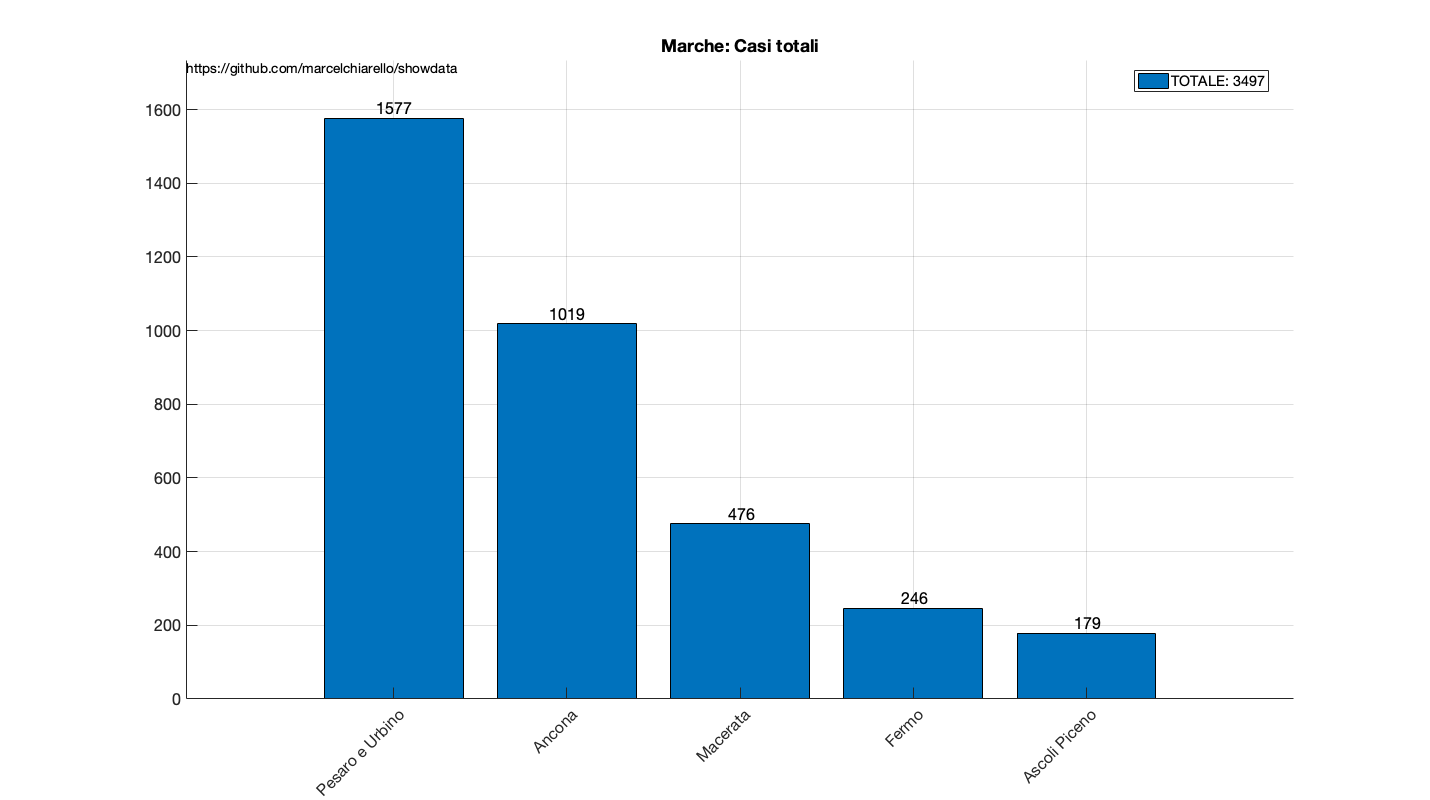 Marche: Casi totali
https://github.com/marcelchiarello/showdata
TOTALE: 3497
1600
1400
1200
1000
800
600
400
200
0
1577
1019
476
246
179
Pesaro e Urbino
Ancona
Macerata
Fermo
Ascoli Piceno